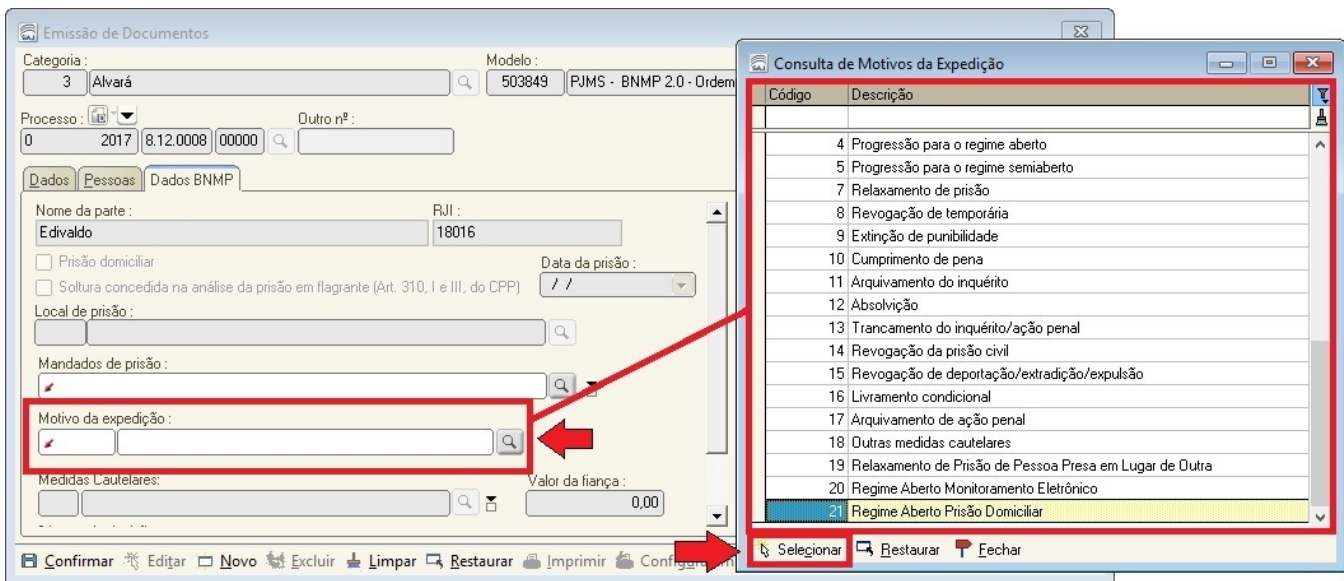 Emissão de Documentos
Categoria :
Modelo :
3 Alvará
503849 PJMS - BNMP 2.0 - Ordem
Processo :
Outro nº :
0 2017 8.12.0008 00000
Dados Pessoas Dados BNMP
Nome da parte :
RJI :
Edivaldo
18016
Prisão domiciliar
Data da prisão :
Soltura concedida na análise da prisão em flagrante (Art. 310, I e III, do CPP)
/ /
Local de prisão :
Mandados de prisão :
Motivo da expedição :
Medidas Cautelares:
Valor da fiança :
0,00
Confirmar Editar Novo Excluir Limpar Restaurar Imprimir
Consulta de Motivos da Expedição
Código Descrição
4 Progressão para o regime aberto
5 Progressão para o regime semiaberto
7 Relaxamento de prisão
8 Revogação de temporária
9 Extinção de punibilidade
10 Cumprimento de pena
11 Arquivamento do inquérito
12 Absolvição
13 Trancamento do inquérito/ação penal
14 Revogação da prisão civil
15 Revogação de deportação/extradição/expulsão
16 Livramento condicional
17 Arquivamento de ação penal
18 Outras medidas cautelares
19 Relaxamento de Prisão de Pessoa Presa em Lugar de Outra
20 Regime Aberto Monitoramento Eletrônico
21 Regime Aberto Prisão Domiciliar
Selecionar Restaurar Fechar